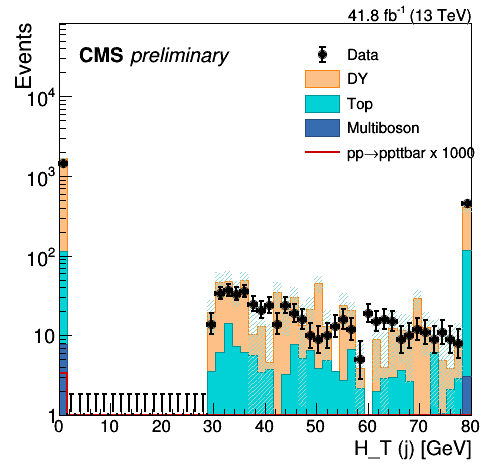 41.8 fb⁻¹ (13 TeV)
Events
CMS preliminary
Data
DY
Top
Multiboson
pp→ppttbar x 1000
10⁴
10³
10²
10
1
0 10 20 30 40 50 60 70 80
H_T (j) [GeV]